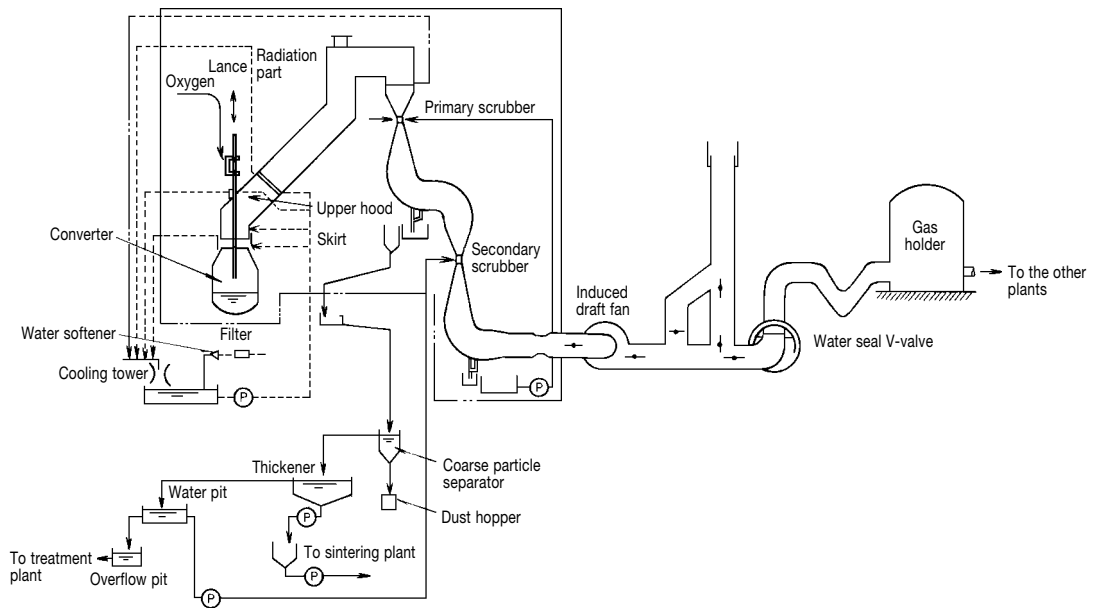 Radiation
part
Lance
Oxygen
Primary scrubber
Upper hood
Skirt
Converter
Secondary
scrubber
Gas
holder
To the other
plants
Induced
draft fan
Water seal V-valve
Water softener
Filter
Cooling tower
P
P
Coarse particle
separator
Thickener
Dust hopper
Water pit
P
To sintering plant
P
To treatment
plant
Overflow pit
P